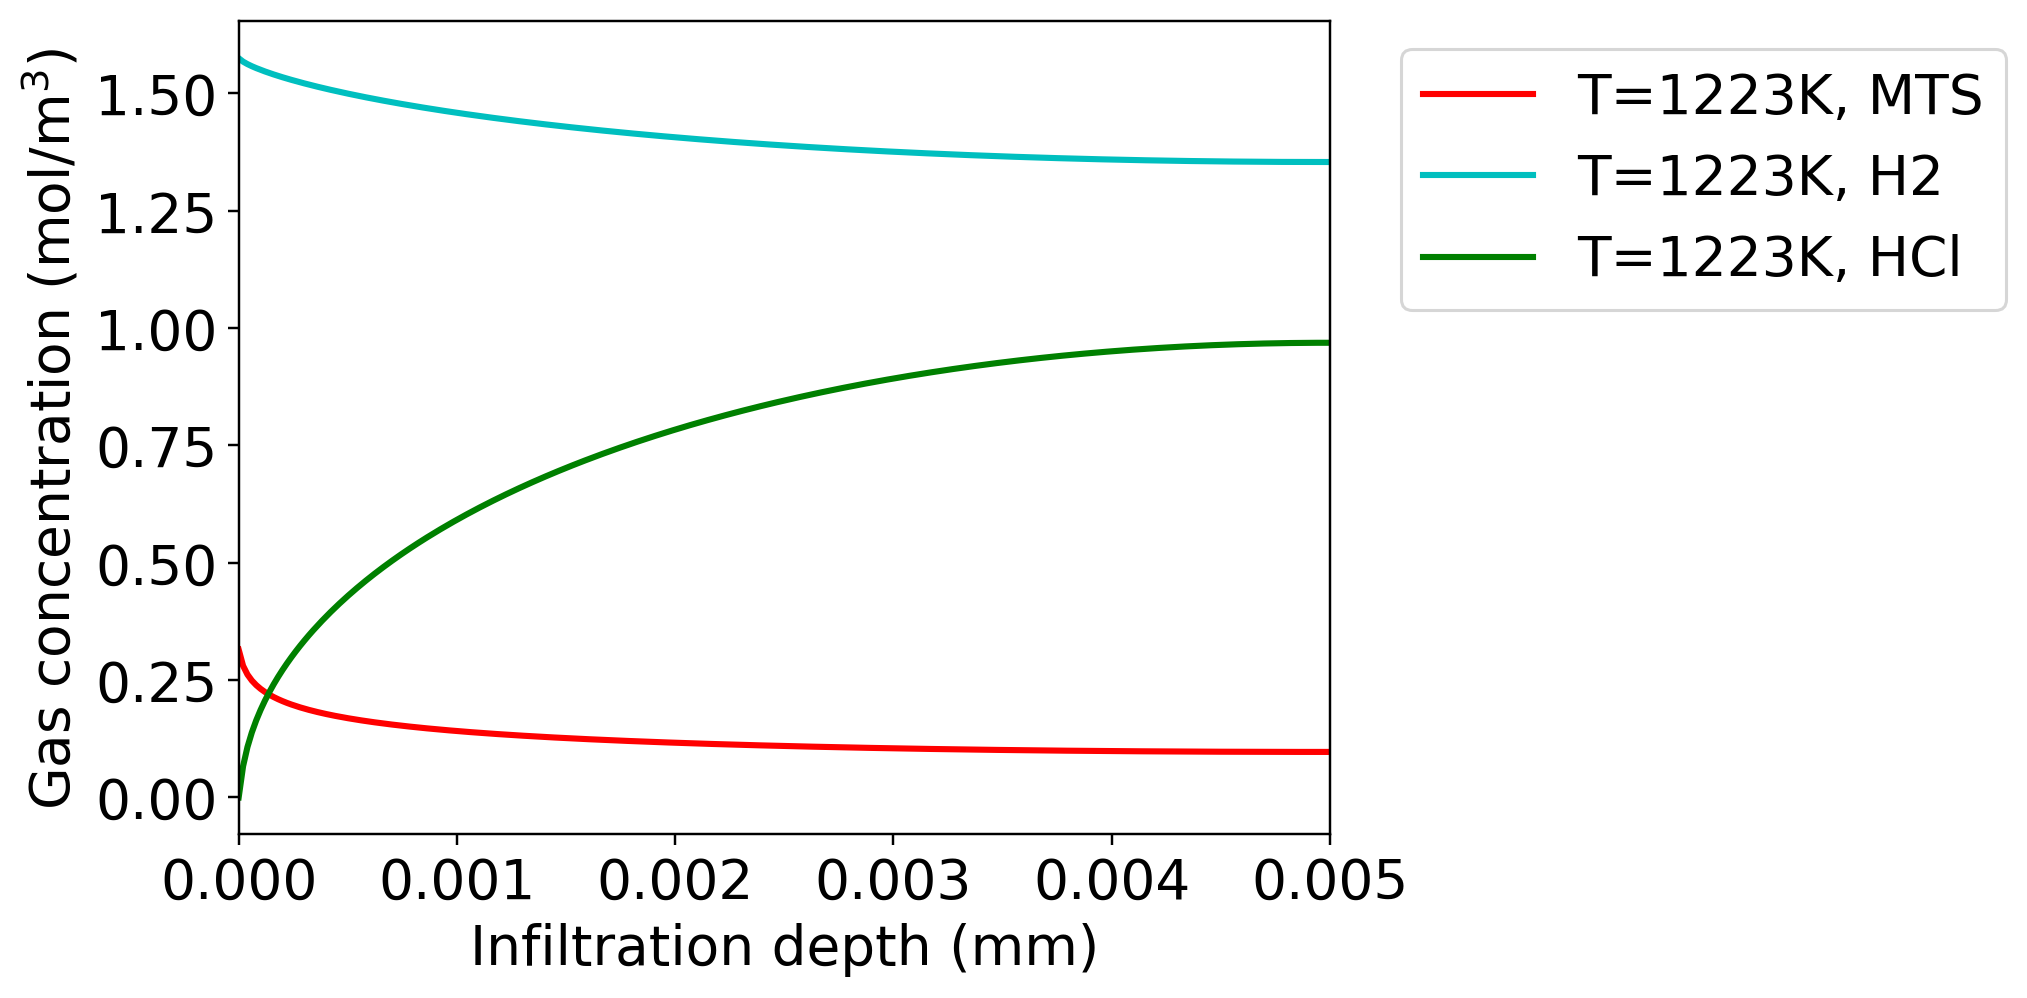 Gas concentration (mol/m³)
1.50
1.25
1.00
0.75
0.50
0.25
0.00
0.000 0.001 0.002 0.003 0.004 0.005
Infiltration depth (mm)
T=1223K, MTS
T=1223K, H2
T=1223K, HCl